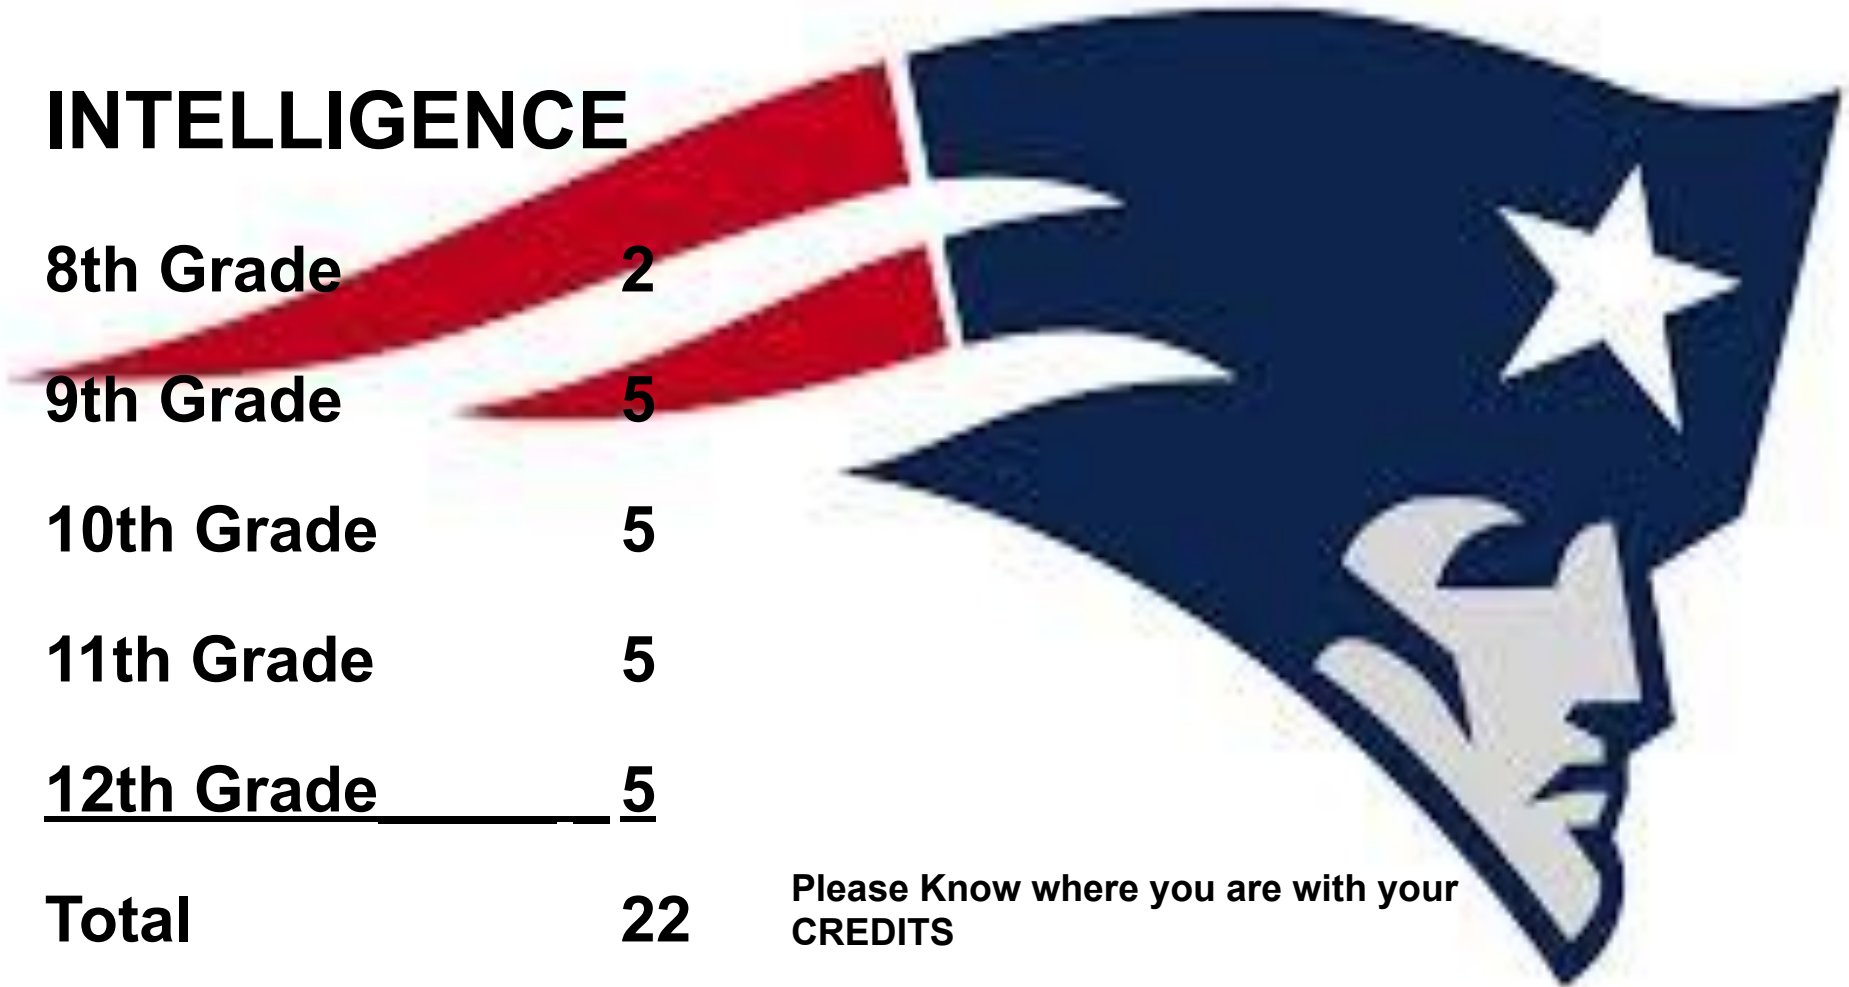 INTELLIGENCE
8th Grade 2
9th Grade 5
10th Grade 5
11th Grade 5
12th Grade______ _ 5
Total 22
Please Know where you are with your
CREDITS